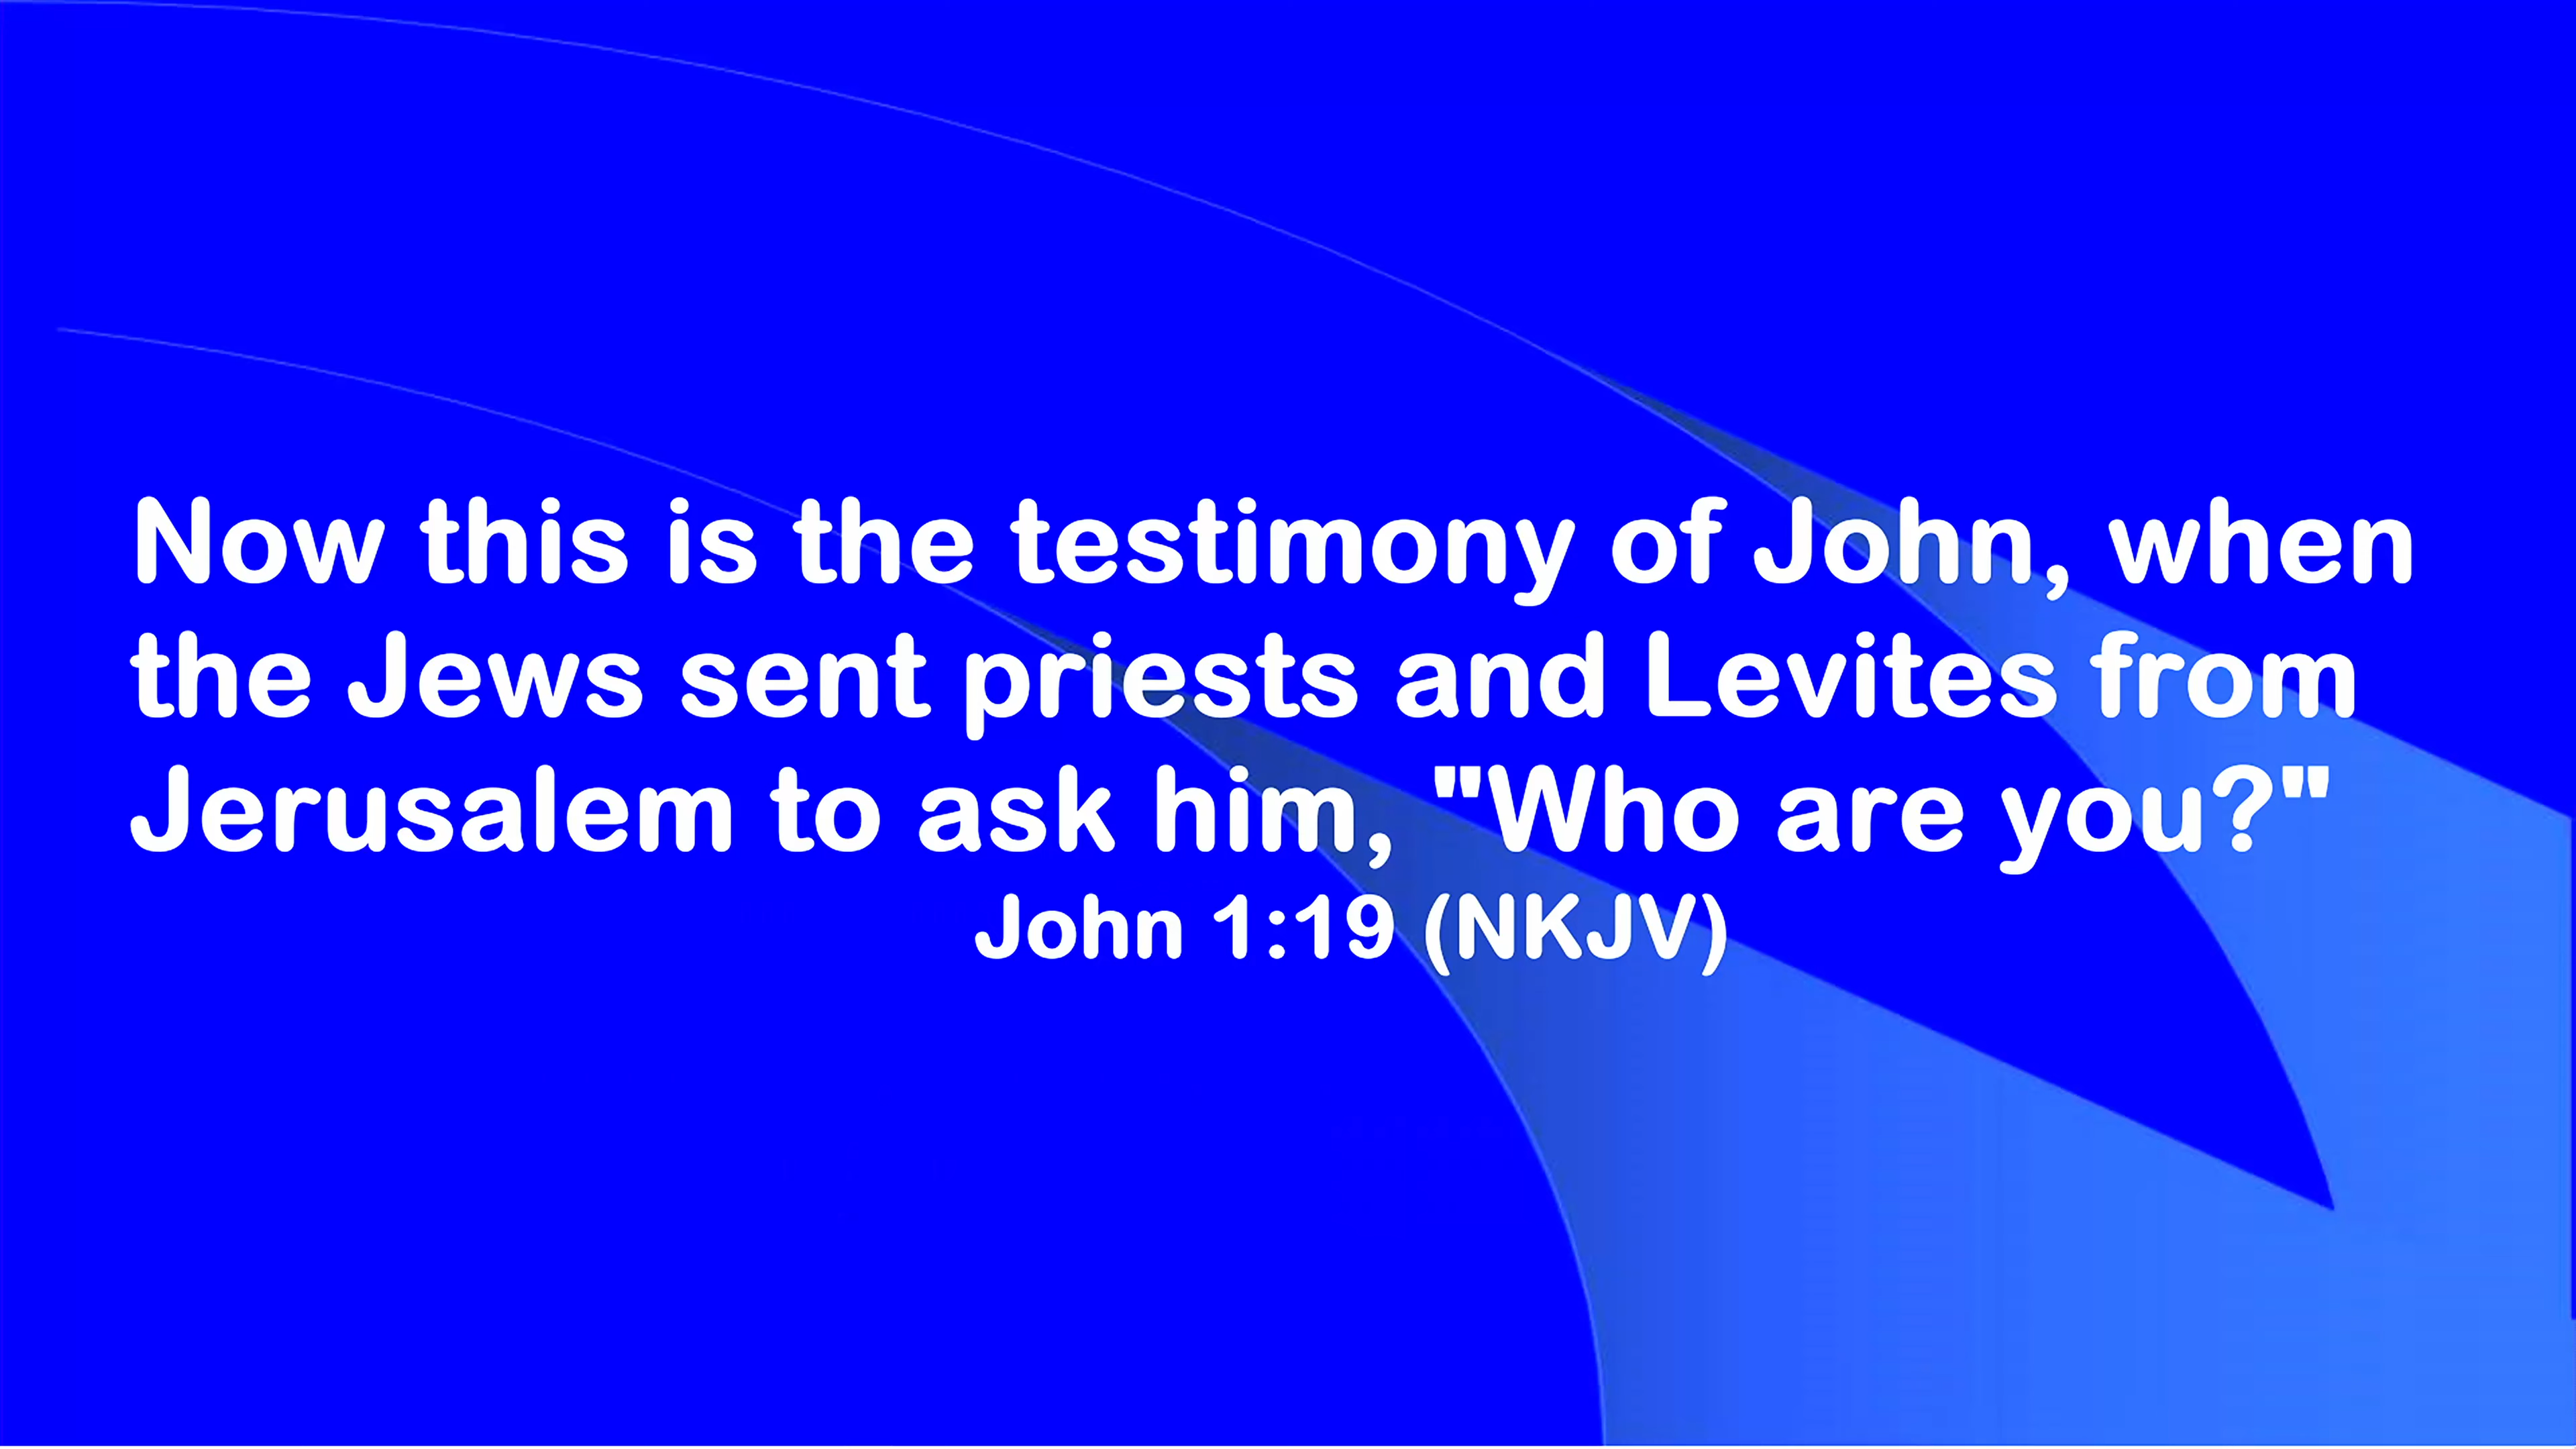 Now this is the testimony of John, when
the Jews sent priests and Levites from
Jerusalem to ask him, "Who are you?"
John 1:19 (NKJV)